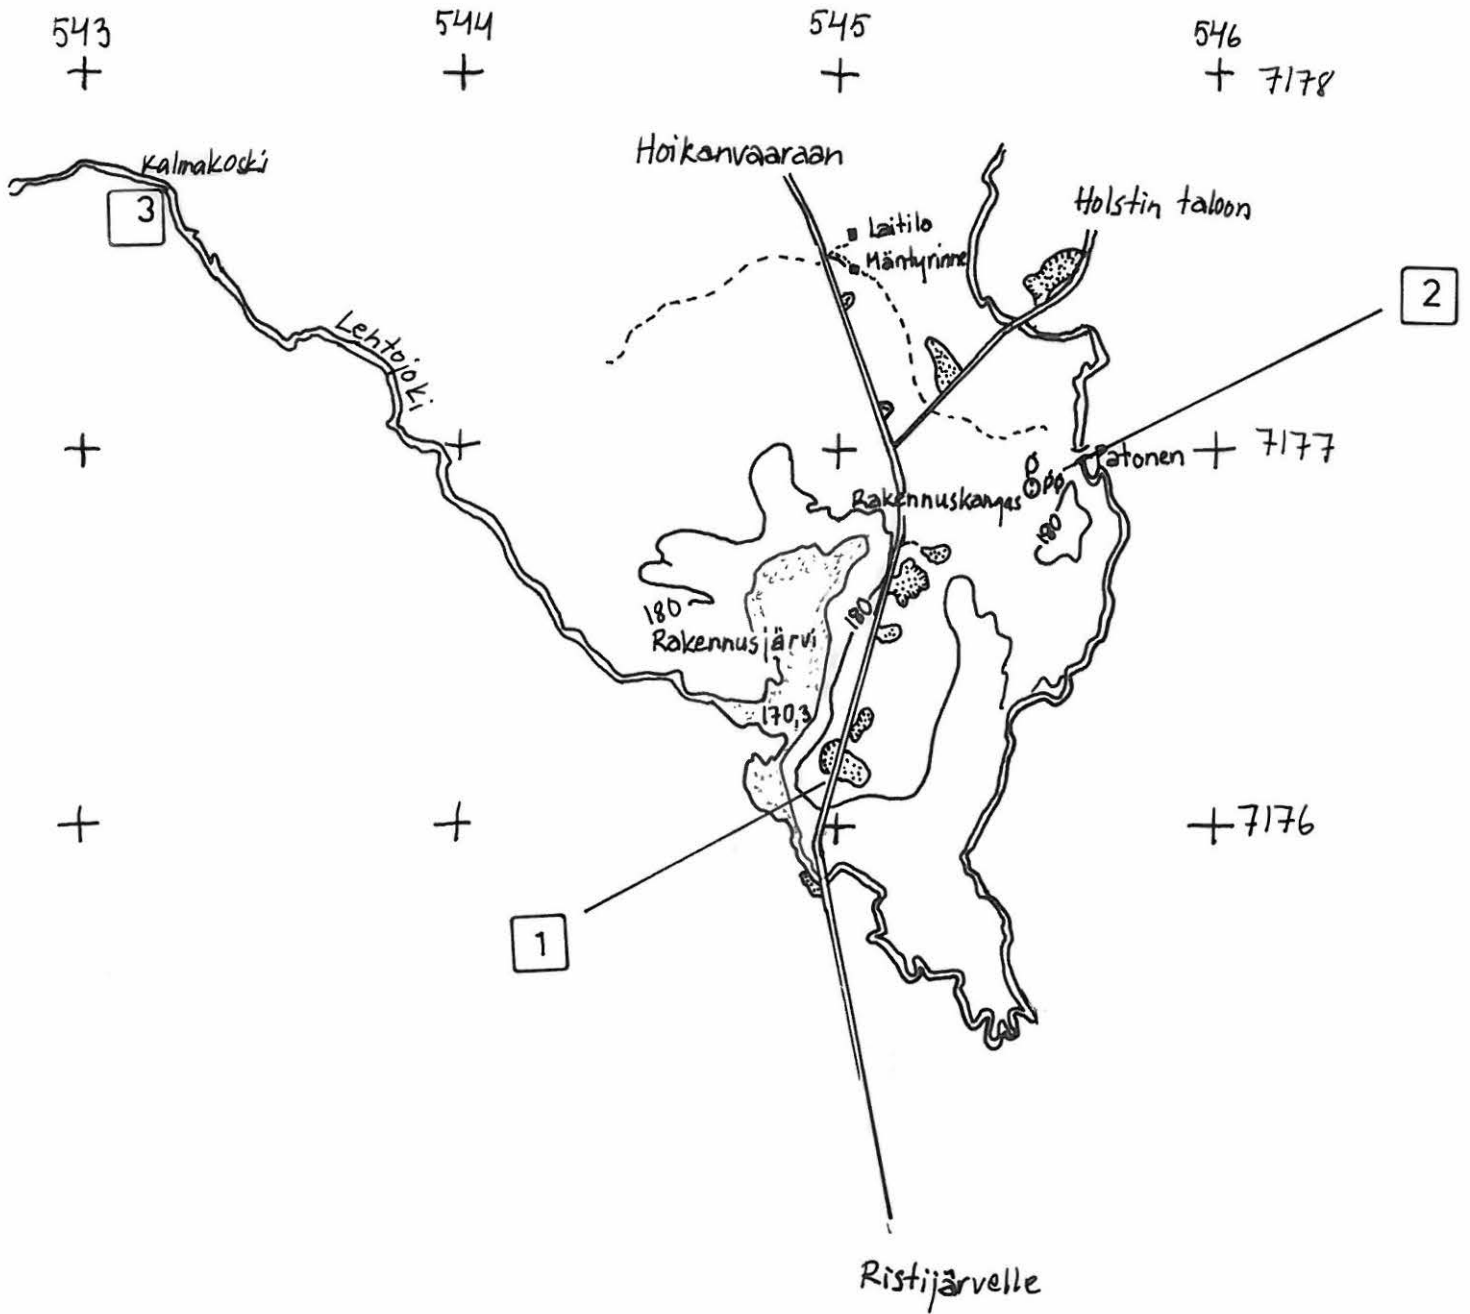 543 544 545 546
7178
Kalmakoski
3
Hoikanvaaraan
Holstin taloon
Laitila
Mäntyrinne
2
Lehtojoki
7177
Patonen
Rakennuskangas
180
180
180
Rakennusjärvi
170,3
7176
1
Ristijärvelle